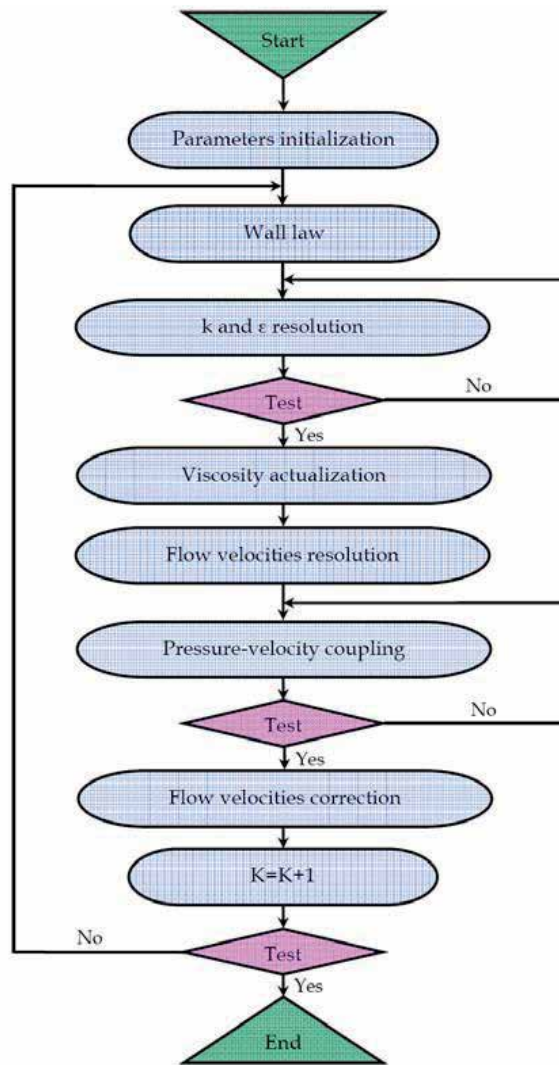 Start
Parameters initialization
Wall law
k and ε resolution
Test
No
Yes
Viscosity actualization
Flow velocities resolution
Pressure-velocity coupling
Test
No
Yes
Flow velocities correction
K=K+1
No
Test
Yes
End